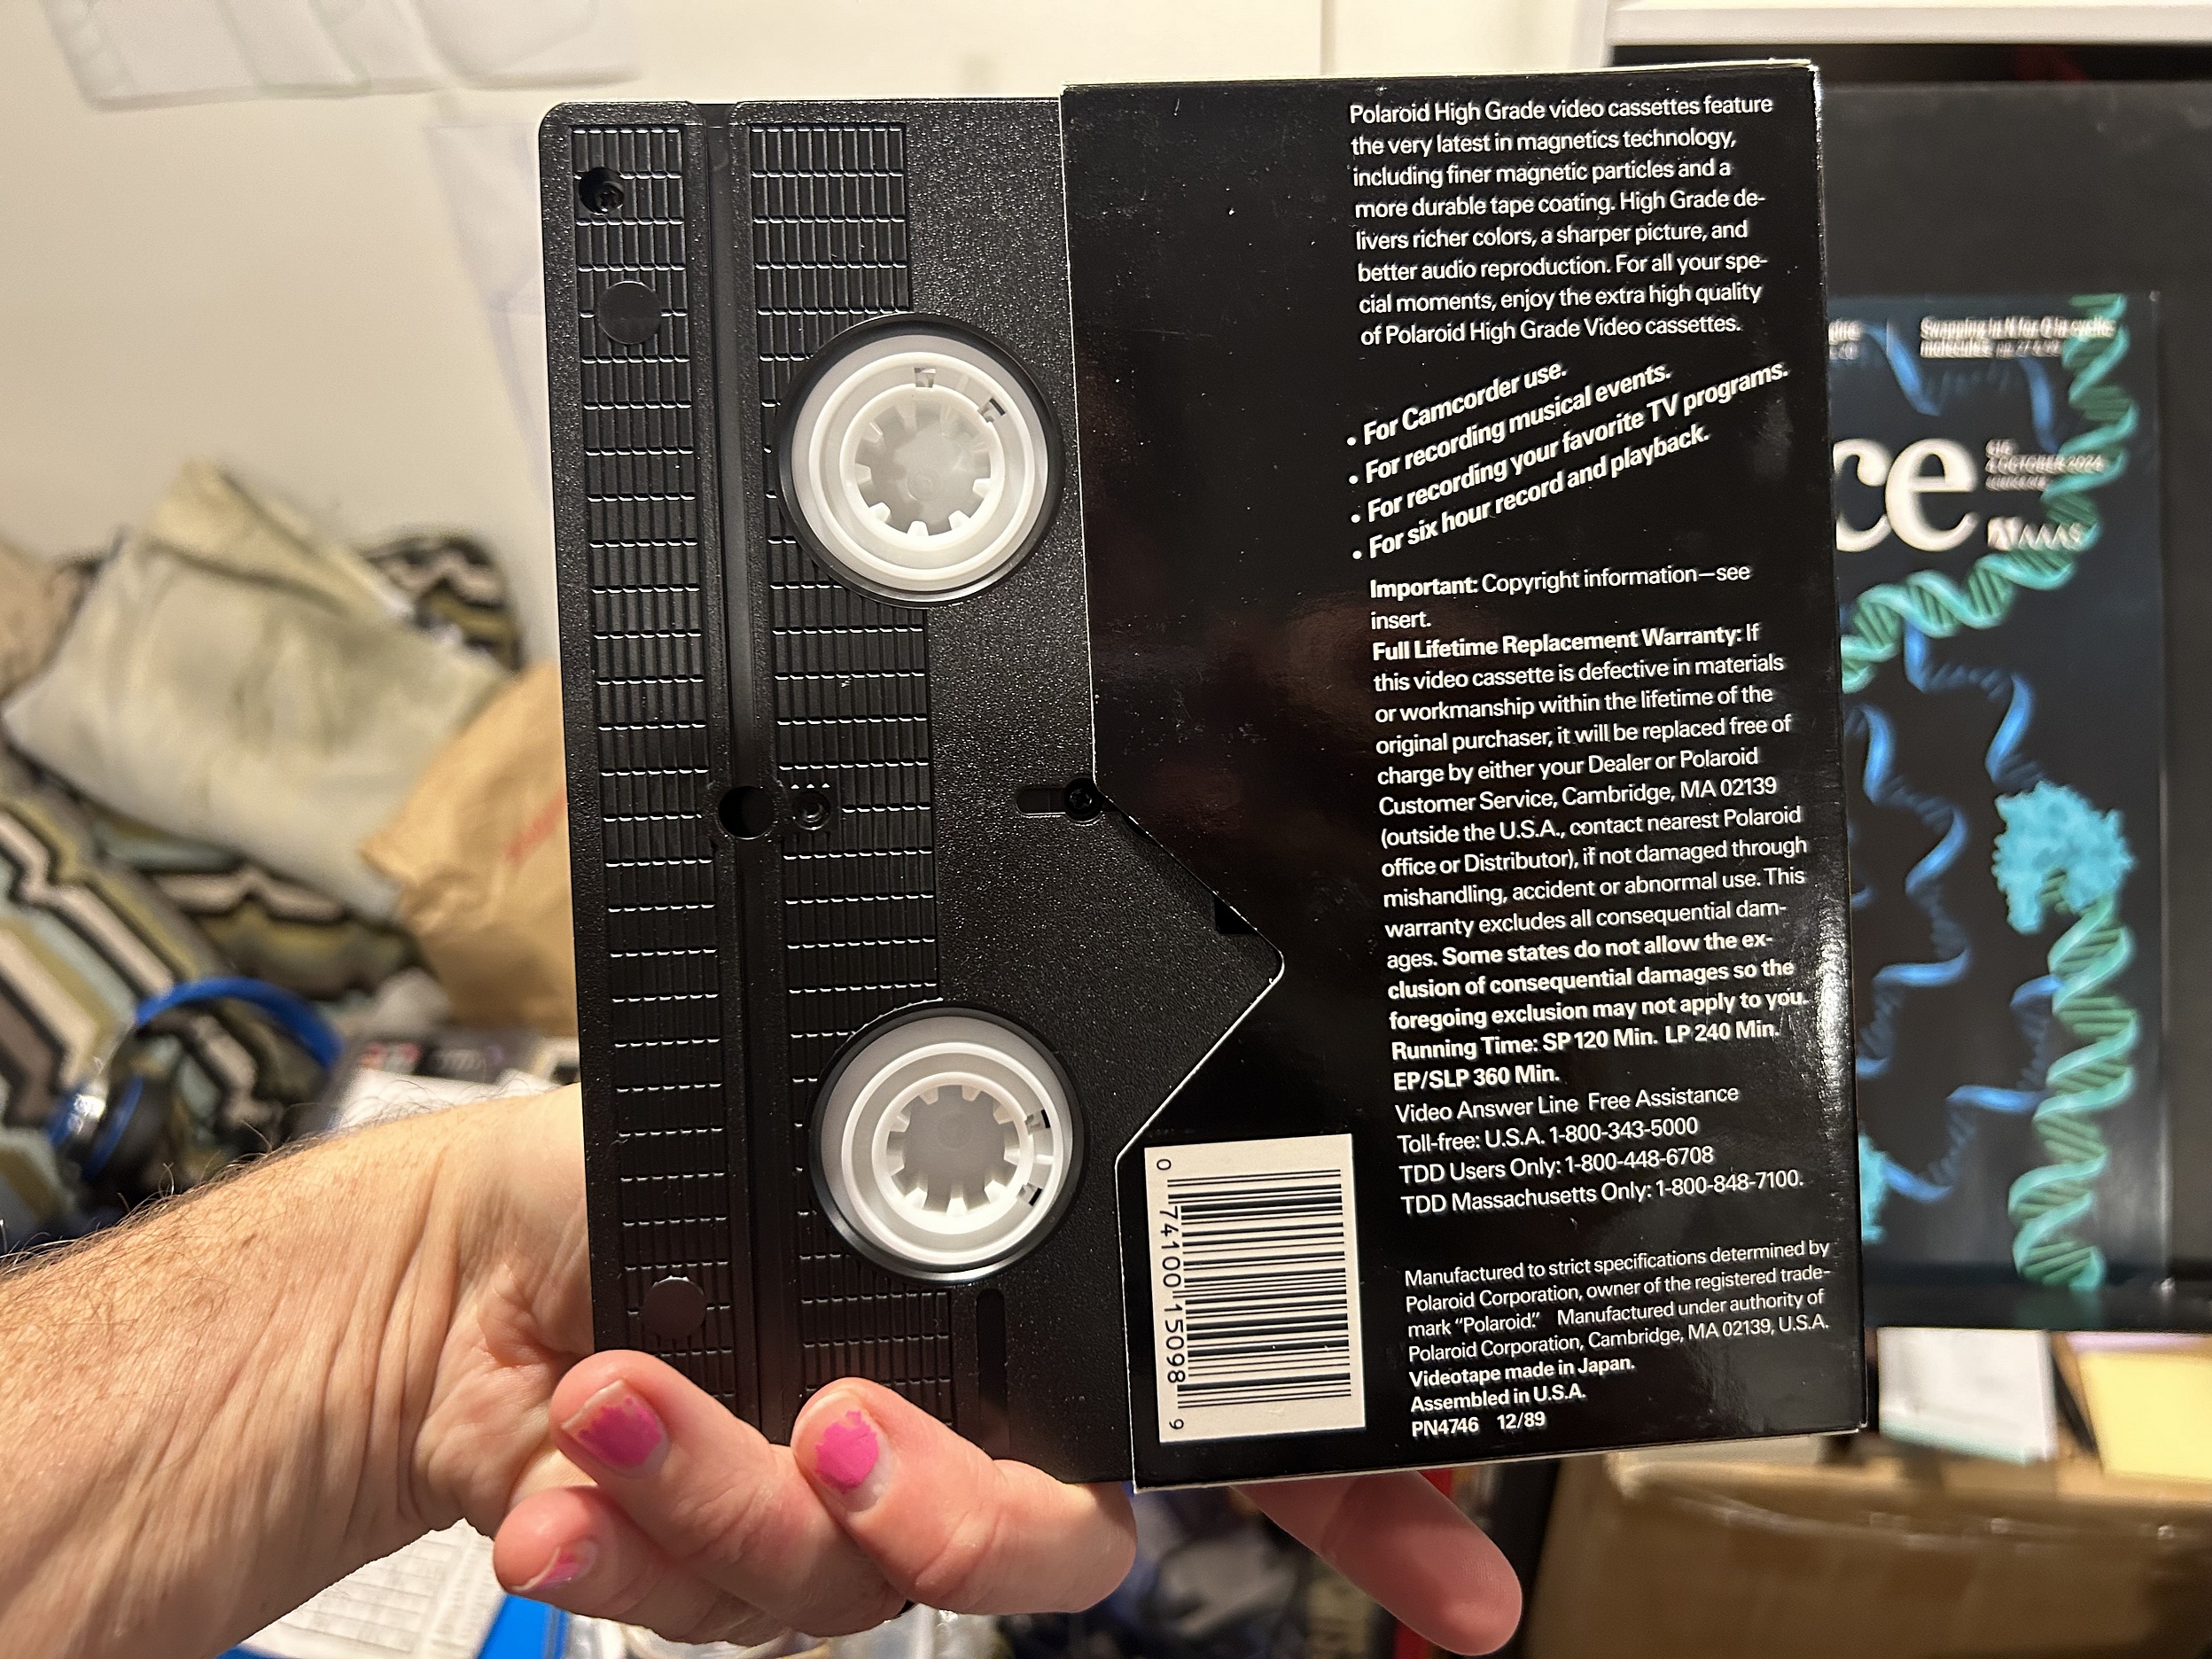 Polaroid High Grade video cassettes feature
the very latest in magnetics technology,
including finer magnetic particles and a
more durable tape coating. High Grade de-
livers richer colors, a sharper picture, and
better audio reproduction. For all your spe-
cial moments, enjoy the extra high quality
of Polaroid High Grade Video cassettes.
• For Camcorder use.
• For recording musical events.
• For recording your favorite TV programs.
• For six hour record and playback.
Important: Copyright information—see
insert.
Full Lifetime Replacement Warranty: If
this video cassette is defective in materials
or workmanship within the lifetime of the
original purchaser, it will be replaced free of
charge by either your Dealer or Polaroid
Customer Service, Cambridge, MA 02139
(outside the U.S.A., contact nearest Polaroid
office or Distributor), if not damaged through
mishandling, accident or abnormal use. This
warranty excludes all consequential dam-
ages. Some states do not allow the ex-
clusion of consequential damages so the
foregoing exclusion may not apply to you.
Running Time: SP 120 Min. LP 240 Min.
EP/SLP 360 Min.
Video Answer Line Free Assistance
Toll-free: U.S.A. 1-800-343-5000
TDD Users Only: 1-800-448-6708
TDD Massachusetts Only: 1-800-848-7100.
Manufactured to strict specifications determined by
Polaroid Corporation, owner of the registered trade-
mark "Polaroid." Manufactured under authority of
Polaroid Corporation, Cambridge, MA 02139, U.S.A.
Videotape made in Japan.
Assembled in U.S.A.
PN4746 12/89
0 74100 15098 9
Swapping in N for O in cyclic
molecules
ce
4 OCTOBER 2024
AAAS